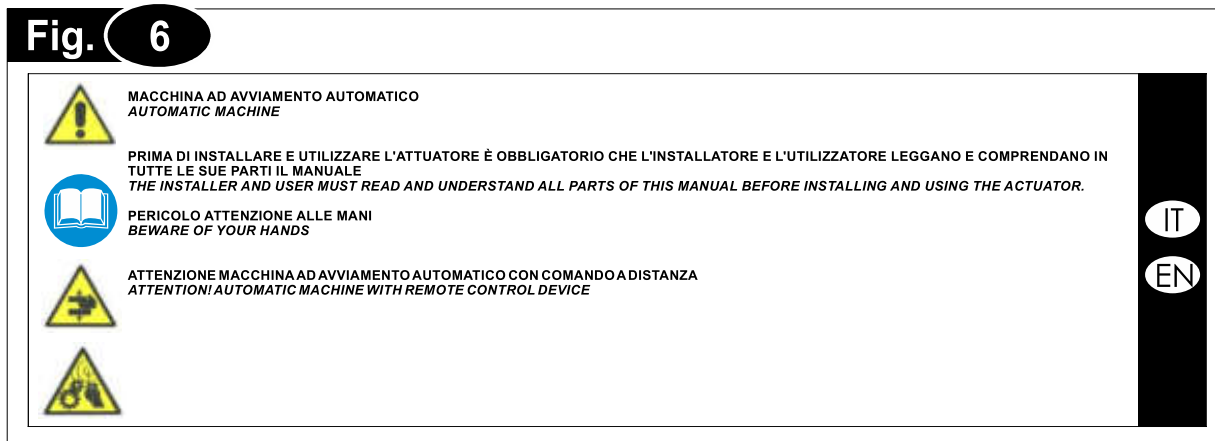 Fig. 6
MACCHINA AD AVVIAMENTO AUTOMATICO
AUTOMATIC MACHINE
PRIMA DI INSTALLARE E UTILIZZARE L'ATTUATORE È OBBLIGATORIO CHE L'INSTALLATORE E L'UTILIZZATORE LEGGANO E COMPRENDANO IN
TUTTE LE SUE PARTI IL MANUALE
THE INSTALLER AND USER MUST READ AND UNDERSTAND ALL PARTS OF THIS MANUAL BEFORE INSTALLING AND USING THE ACTUATOR.
PERICOLO ATTENZIONE ALLE MANI
BEWARE OF YOUR HANDS
ATTENZIONE MACCHINA AD AVVIAMENTO AUTOMATICO CON COMANDO A DISTANZA
ATTENTION! AUTOMATIC MACHINE WITH REMOTE CONTROL DEVICE
IT
EN